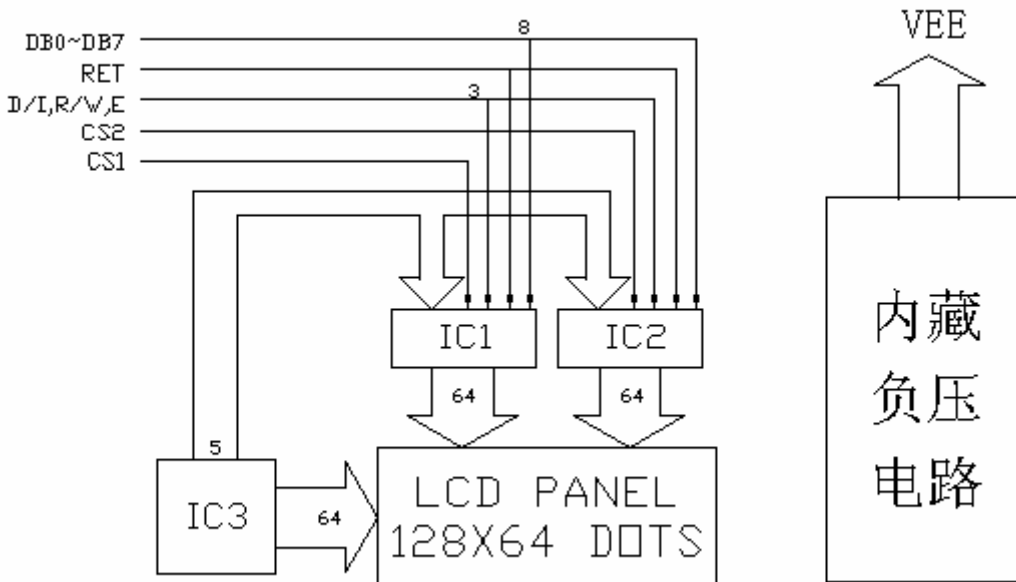 8
DB0~DB7
RET
D/I,R/W,E
3
CS2
CS1
IC1
IC2
64
64
5
IC3
64
LCD PANEL
128X64 DOTS
VEE
内藏
负压
电路